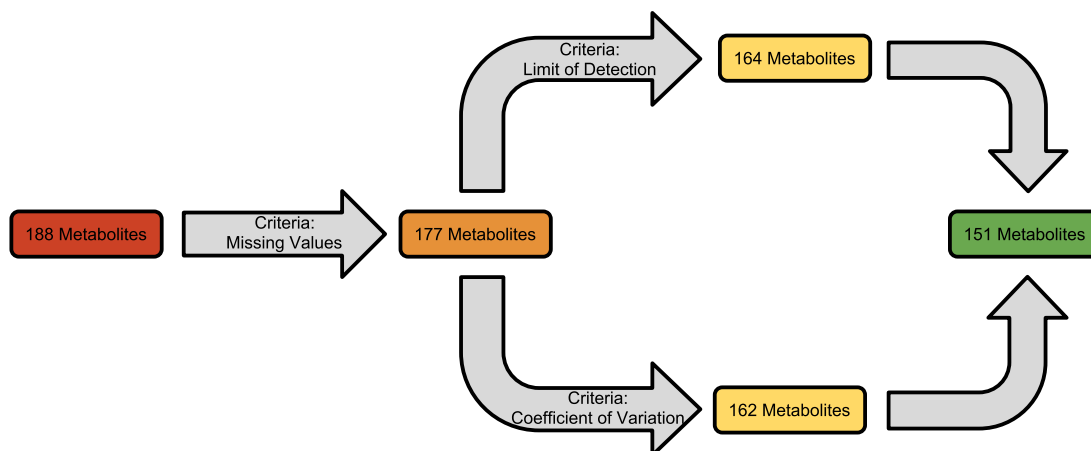 188 Metabolites
Criteria:
Missing Values
177 Metabolites
Criteria:
Limit of Detection
164 Metabolites
Criteria:
Coefficient of Variation
162 Metabolites
151 Metabolites